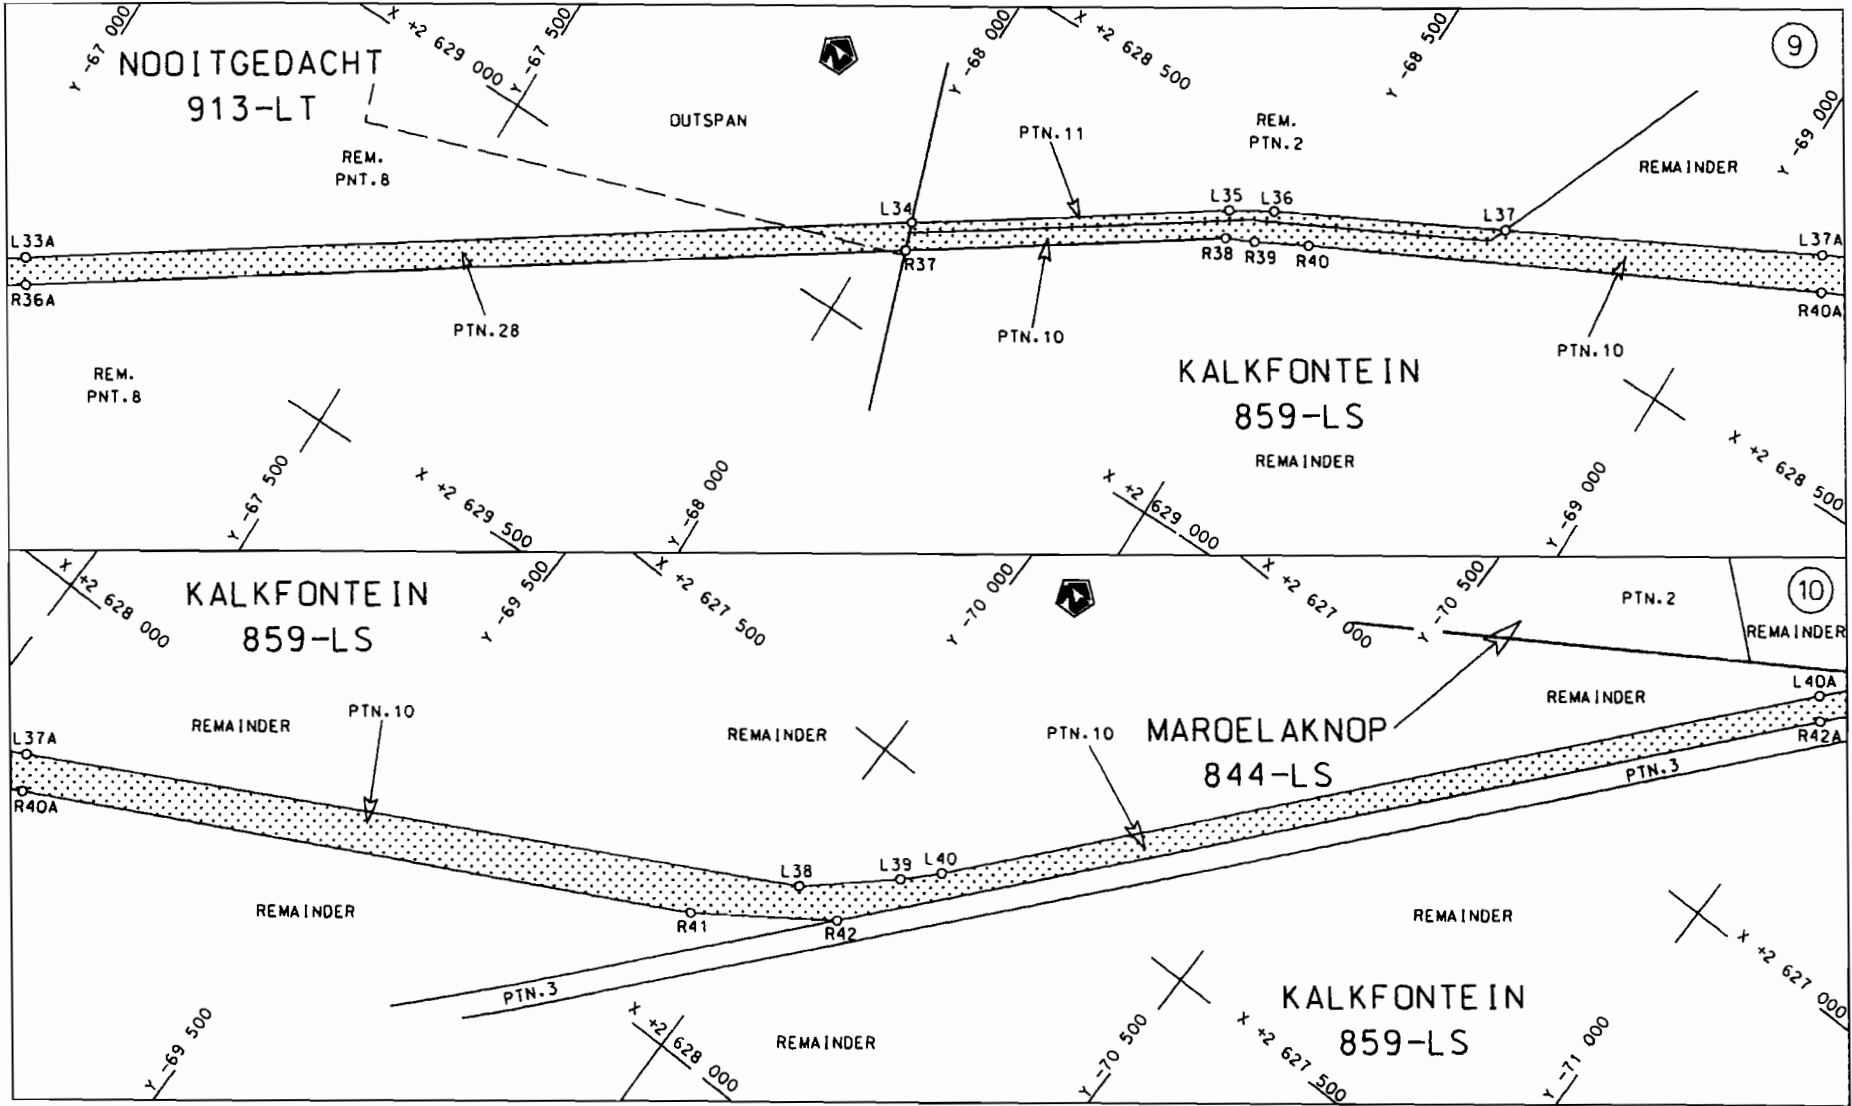 Y -67 000
X +2 629 000
Y -67 500
Y -68 000
X +2 628 500
Y -68 500
9
NOOITGEDACHT
913-LT
OUTSPAN
REM.
PTN.2
PTN.11
Y -69 000
REM.
PNT.8
REMAINDER
L33A
L34
L35
L36
L37
L37A
R36A
R37
R38
R39
R40
R40A
PTN.28
PTN.10
PTN.10
REM.
PNT.8
KALKFONTEIN
859-LS
REMAINDER
Y -67 500
X +2 629 500
Y -68 000
X +2 629 000
Y -69 000
X +2 628 500
X +2 628 000
KALKFONTEIN
859-LS
Y -69 500
X +2 627 500
Y -70 000
X +2 627 000
Y -70 500
PTN.2
10
REMAINDER
REMAINDER
PTN.10
REMAINDER
PTN.10
MAROELAKNOP
844-LS
REMAINDER
L40A
L37A
R40A
R42A
PTN.3
L38
L39
L40
REMAINDER
R41
R42
REMAINDER
PTN.3
KALKFONTEIN
859-LS
X +2 627 000
Y -69 500
X +2 628 000
REMAINDER
Y -70 500
X +2 627 500
Y -71 000